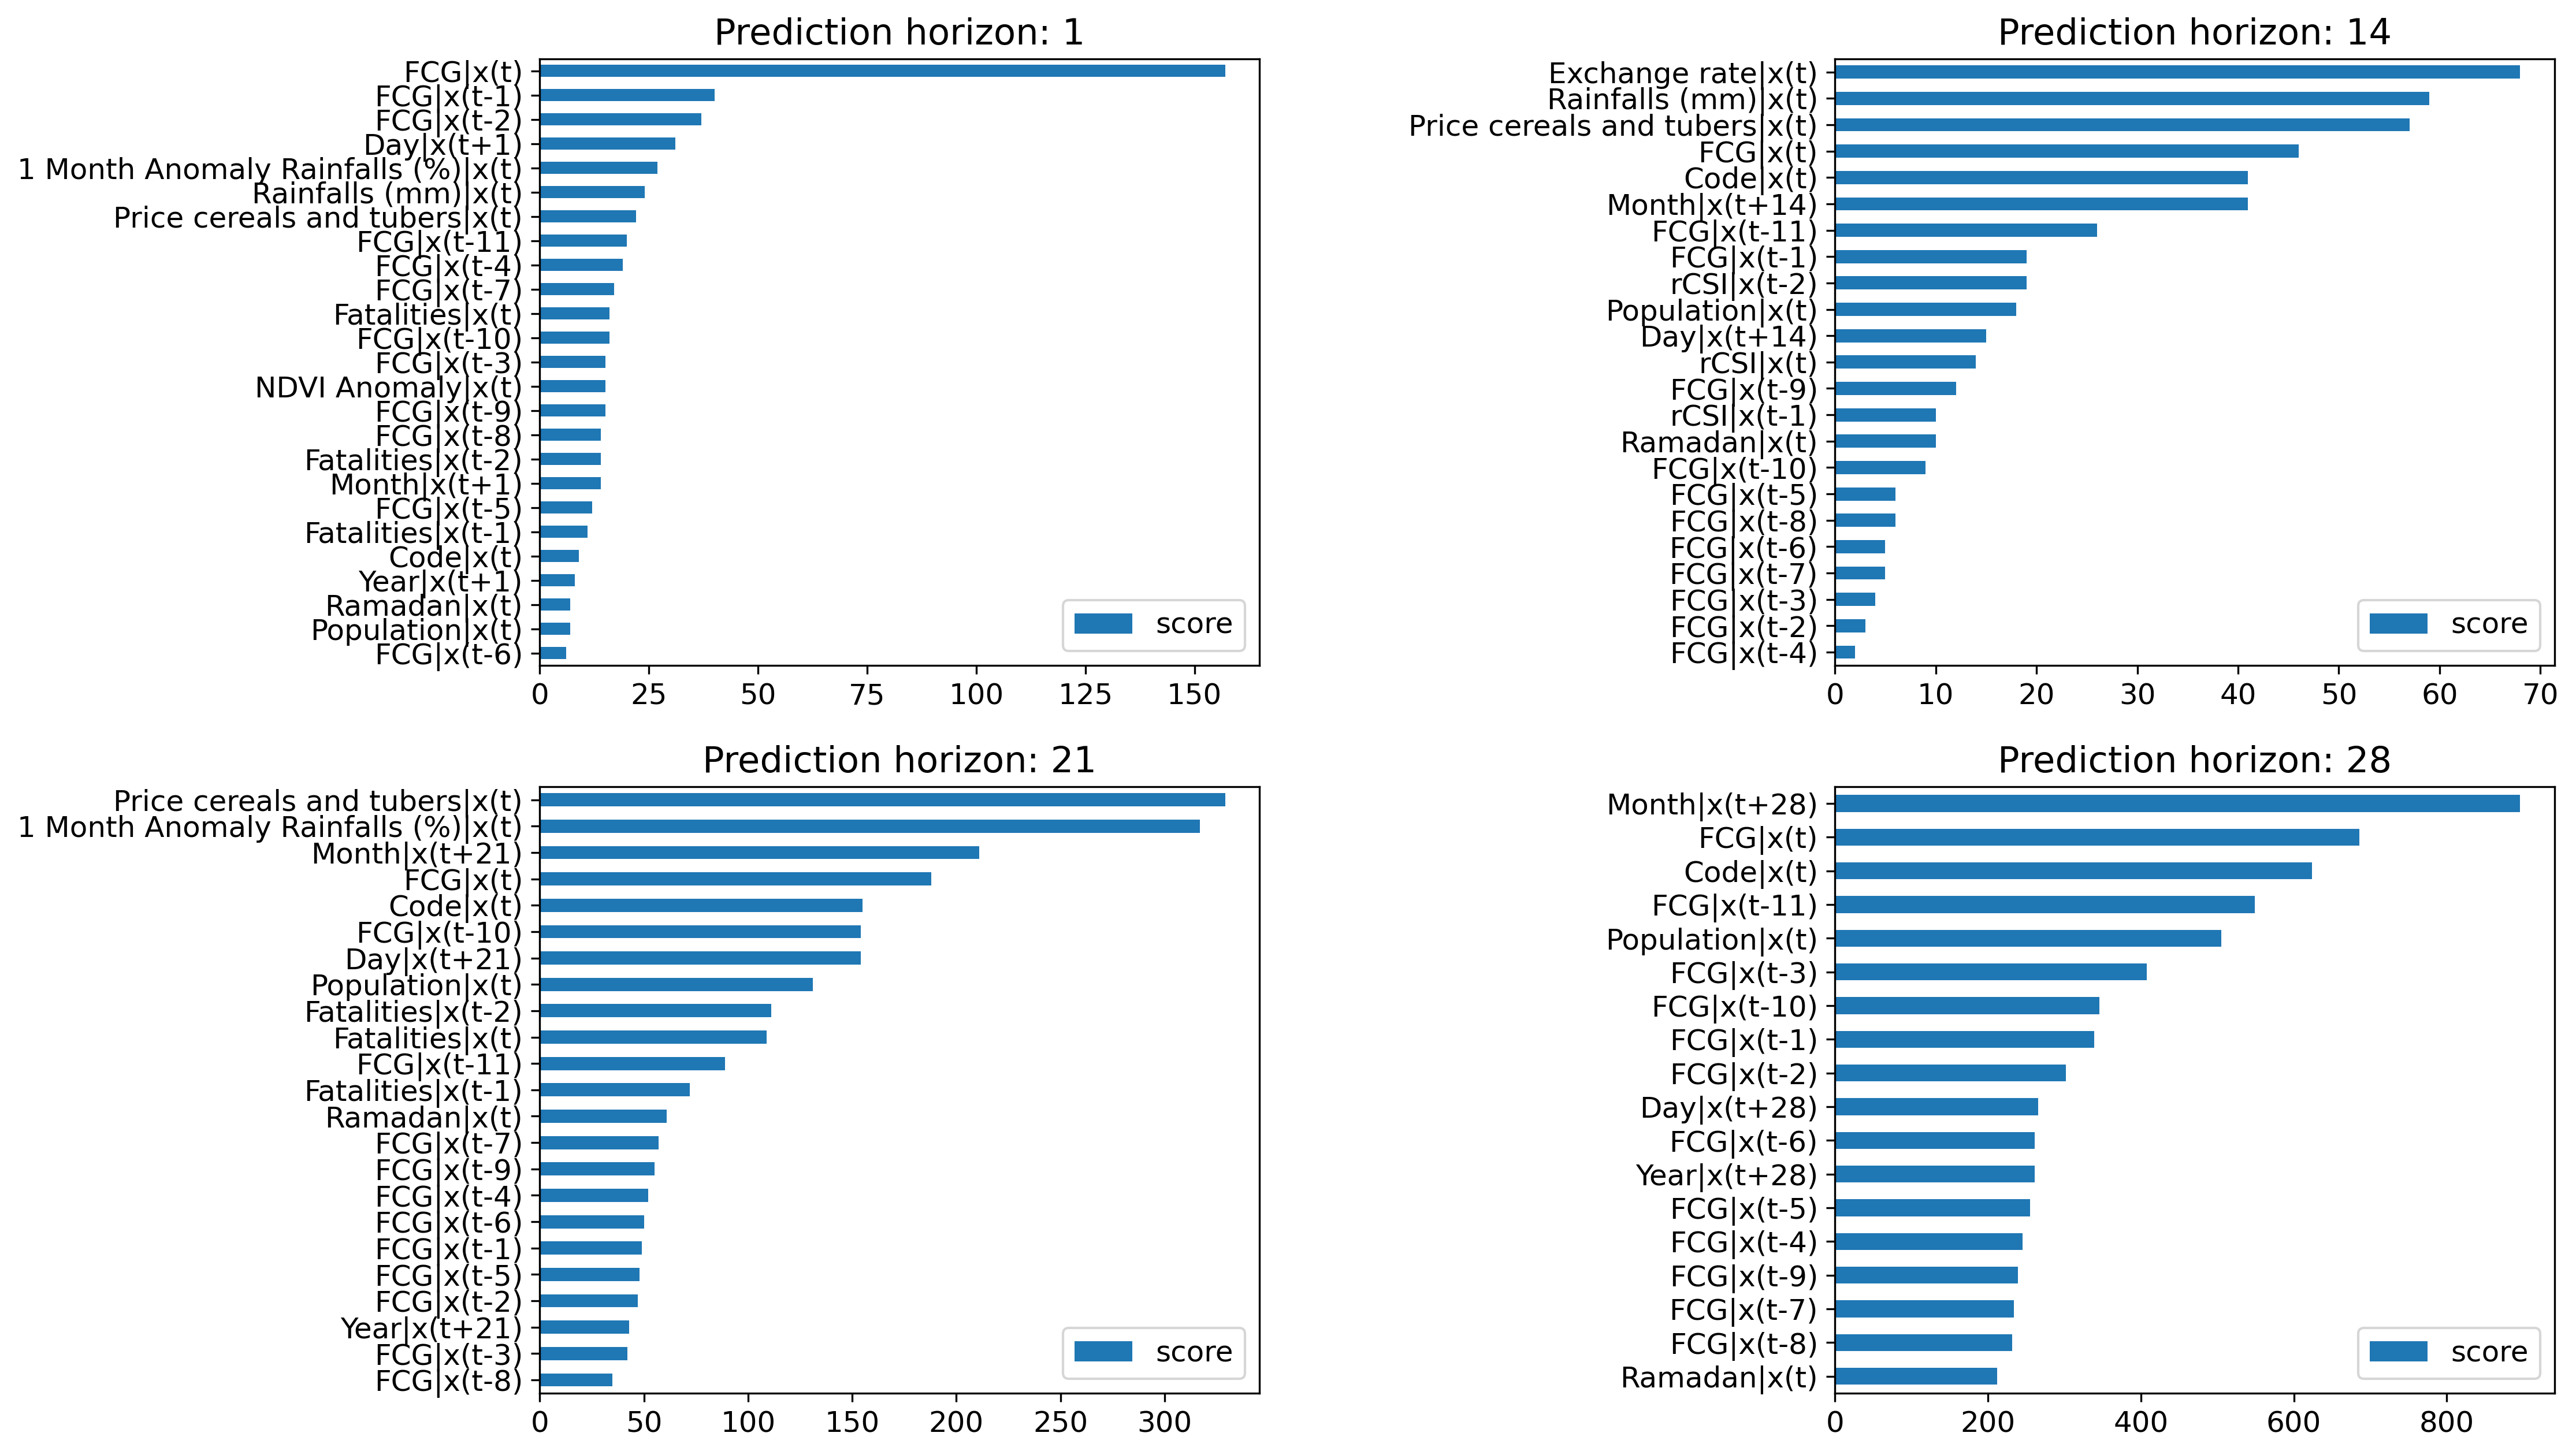 Prediction horizon: 1
FCG|x(t)
FCG|x(t-1)
FCG|x(t-2)
Day|x(t+1)
1 Month Anomaly Rainfalls (%)|x(t)
Rainfalls (mm)|x(t)
Price cereals and tubers|x(t)
FCG|x(t-11)
FCG|x(t-4)
FCG|x(t-7)
Fatalities|x(t)
FCG|x(t-10)
FCG|x(t-3)
NDVI Anomaly|x(t)
FCG|x(t-9)
FCG|x(t-8)
Fatalities|x(t-2)
Month|x(t+1)
FCG|x(t-5)
Fatalities|x(t-1)
Code|x(t)
Year|x(t+1)
Ramadan|x(t)
Population|x(t)
FCG|x(t-6)
score
0 25 50 75 100 125 150
Prediction horizon: 14
Exchange rate|x(t)
Rainfalls (mm)|x(t)
Price cereals and tubers|x(t)
FCG|x(t)
Code|x(t)
Month|x(t+14)
FCG|x(t-11)
FCG|x(t-1)
rCSI|x(t-2)
Population|x(t)
Day|x(t+14)
rCSI|x(t)
FCG|x(t-9)
rCSI|x(t-1)
Ramadan|x(t)
FCG|x(t-10)
FCG|x(t-5)
FCG|x(t-8)
FCG|x(t-6)
FCG|x(t-7)
FCG|x(t-3)
FCG|x(t-2)
FCG|x(t-4)
score
0 10 20 30 40 50 60 70
Prediction horizon: 21
Price cereals and tubers|x(t)
1 Month Anomaly Rainfalls (%)|x(t)
Month|x(t+21)
FCG|x(t)
Code|x(t)
FCG|x(t-10)
Day|x(t+21)
Population|x(t)
Fatalities|x(t-2)
Fatalities|x(t)
FCG|x(t-11)
Fatalities|x(t-1)
Ramadan|x(t)
FCG|x(t-7)
FCG|x(t-9)
FCG|x(t-4)
FCG|x(t-6)
FCG|x(t-1)
FCG|x(t-5)
FCG|x(t-2)
Year|x(t+21)
FCG|x(t-3)
FCG|x(t-8)
score
0 50 100 150 200 250 300
Prediction horizon: 28
Month|x(t+28)
FCG|x(t)
Code|x(t)
FCG|x(t-11)
Population|x(t)
FCG|x(t-3)
FCG|x(t-10)
FCG|x(t-1)
FCG|x(t-2)
Day|x(t+28)
FCG|x(t-6)
Year|x(t+28)
FCG|x(t-5)
FCG|x(t-4)
FCG|x(t-9)
FCG|x(t-7)
FCG|x(t-8)
Ramadan|x(t)
score
0 200 400 600 800